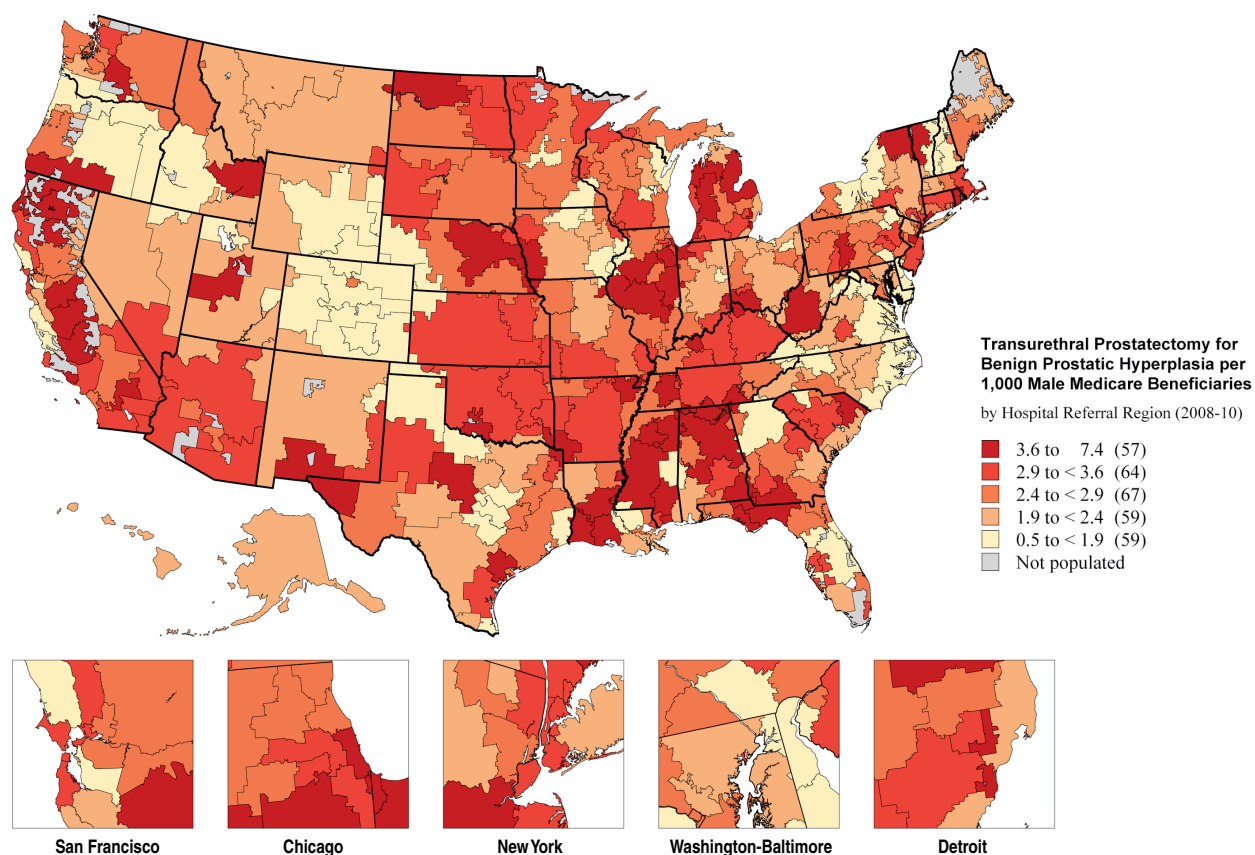 Transurethral Prostatectomy for
Benign Prostatic Hyperplasia per
1,000 Male Medicare Beneficiaries
by Hospital Referral Region (2008-10)
3.6 to 7.4 (57)
2.9 to < 3.6 (64)
2.4 to < 2.9 (67)
1.9 to < 2.4 (59)
0.5 to < 1.9 (59)
Not populated
San Francisco
Chicago
New York
Washington-Baltimore
Detroit